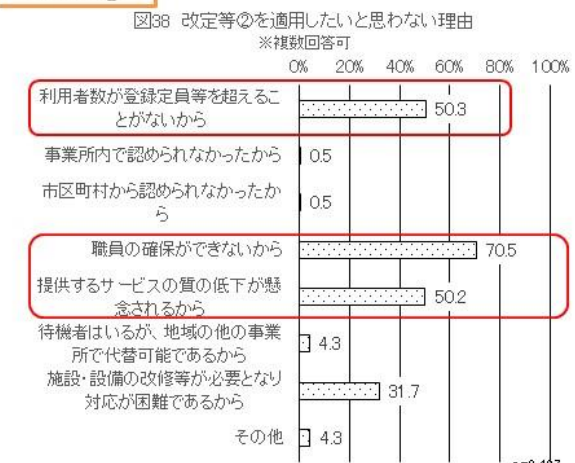 図38 改定等②を適用したいと思わない理由
※複数回答可
0% 20% 40% 60% 80% 100%
利用者数が登録定員等を超えるこ
とがないから
50.3
事業所内で認められなかったから
0.5
市区町村から認められなかったか
ら
0.5
職員の確保ができないから
70.5
提供するサービスの質の低下が懸
念されるから
50.2
待機者はいるが、地域の他の事業
所で代替可能であるから
4.3
施設・設備の改修等が必要となり
対応が困難であるから
31.7
その他
4.3